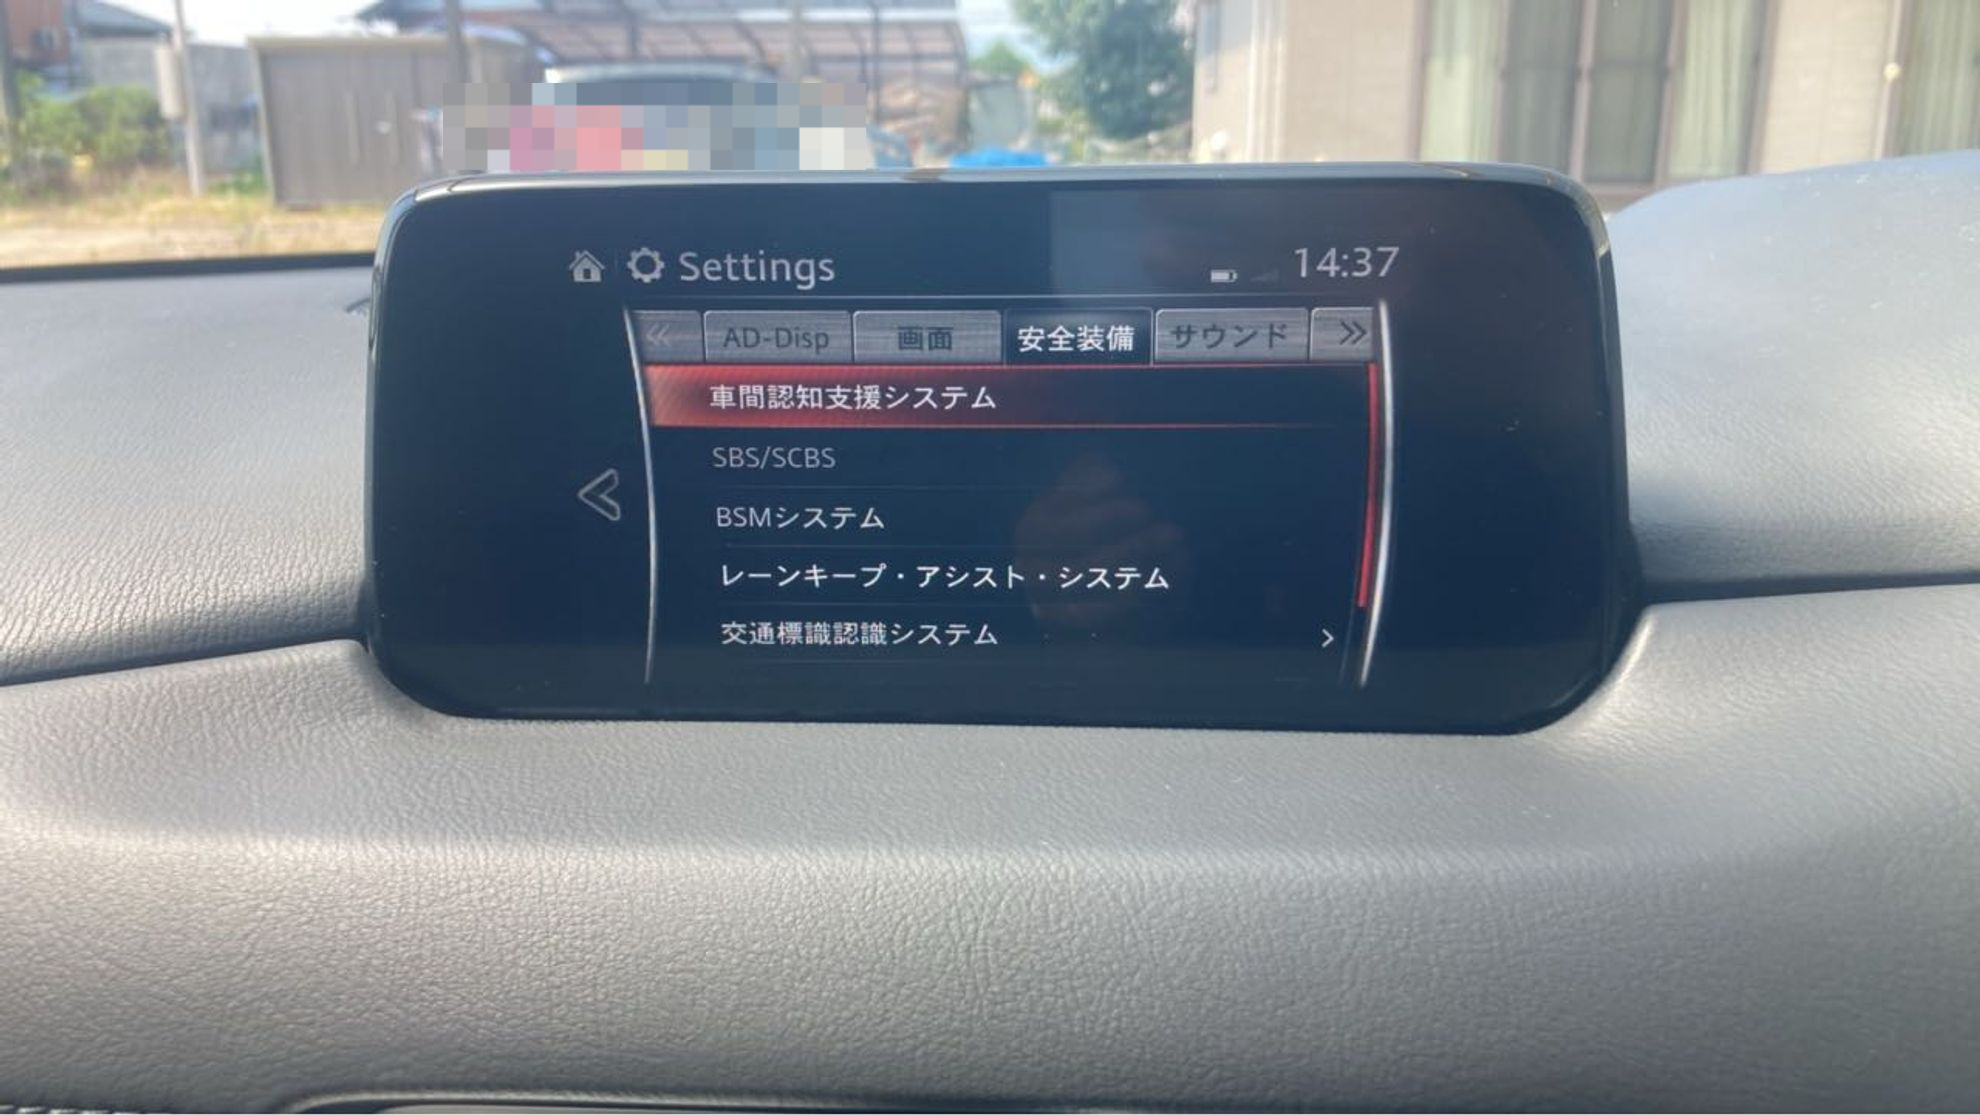 Settings 14:37
AD-Disp 画面 安全装備 サウンド
車間認知支援システム
SBS/SCBS
BSMシステム
レーンキープ・アシスト・システム
交通標識認識システム